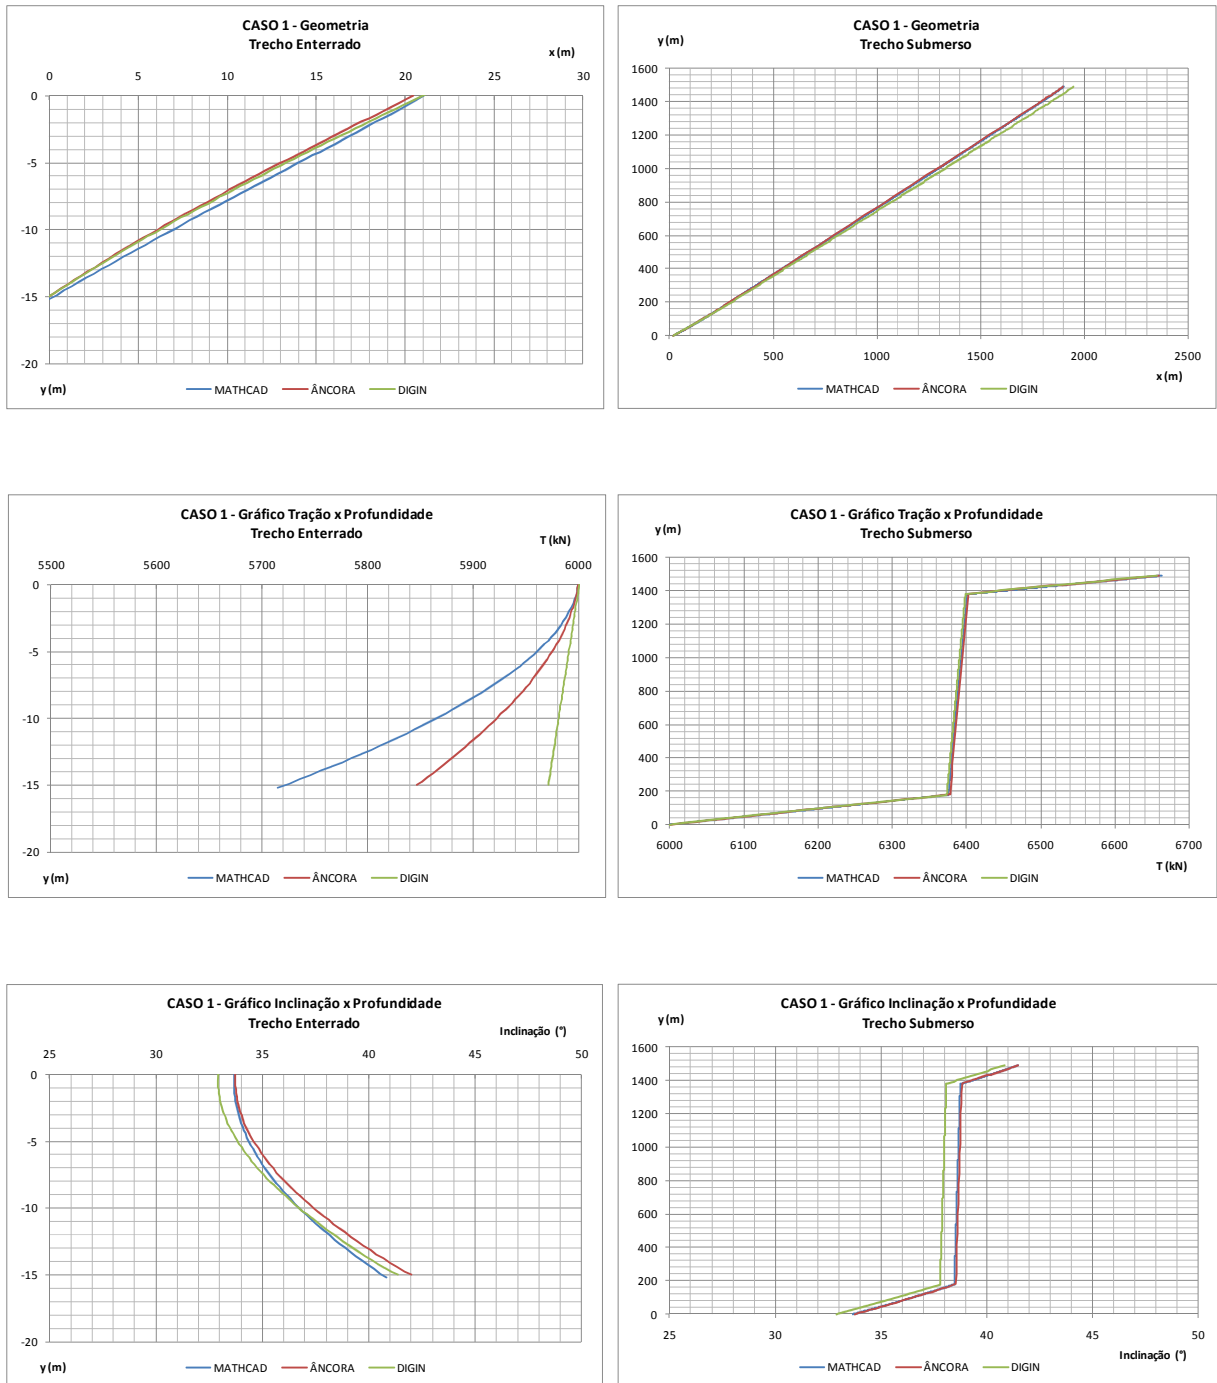 CASO 1 - Geometria
Trecho Enterrado
x (m)
0 5 10 15 20 25 30
0
-5
-10
-15
-20
y (m)
MATHCAD ÂNCORA DIGIN
CASO 1 - Geometria
Trecho Submerso
y (m)
1600
1400
1200
1000
800
600
400
200
0
0 500 1000 1500 2000 2500
x (m)
MATHCAD ÂNCORA DIGIN
CASO 1 - Gráfico Tração x Profundidade
Trecho Enterrado
T (kN)
5500 5600 5700 5800 5900 6000
0
-5
-10
-15
-20
y (m)
MATHCAD ÂNCORA DIGIN
CASO 1 - Gráfico Tração x Profundidade
Trecho Submerso
y (m)
1600
1400
1200
1000
800
600
400
200
0
6000 6100 6200 6300 6400 6500 6600 6700
T (kN)
MATHCAD ÂNCORA DIGIN
CASO 1 - Gráfico Inclinação x Profundidade
Trecho Enterrado
Inclinação (°)
25 30 35 40 45 50
0
-5
-10
-15
-20
y (m)
MATHCAD ÂNCORA DIGIN
CASO 1 - Gráfico Inclinação x Profundidade
Trecho Submerso
y (m)
1600
1400
1200
1000
800
600
400
200
0
25 35 40 45 50
Inclinação (°)
MATHCAD ÂNCORA DIGIN